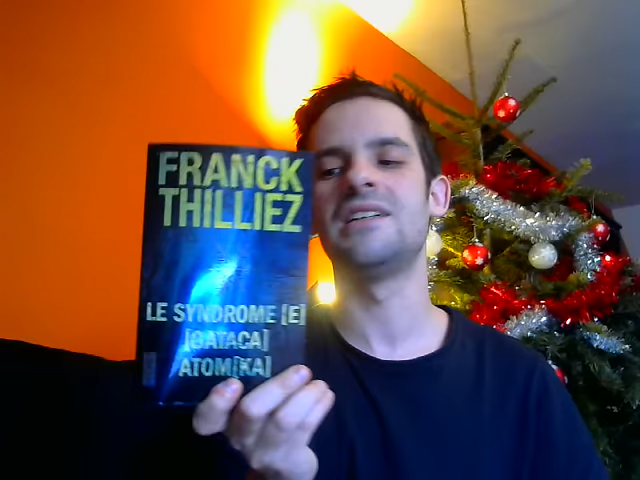 FRANCK
THILLIEZ
LE SYNDROME [E]
[GATACA]
ATOM[KA]